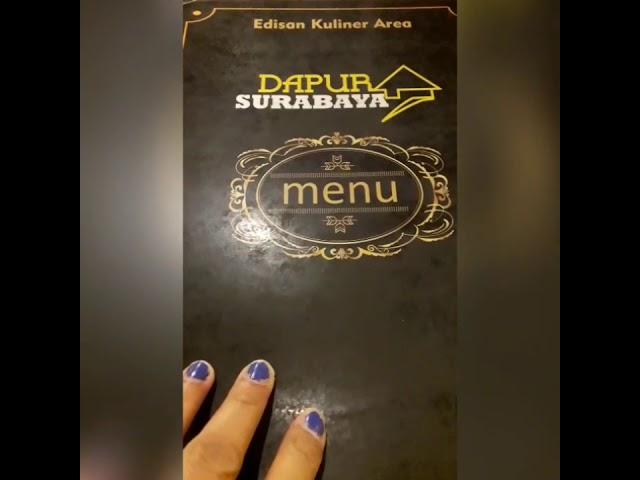 Edisan Kuliner Area
DAPUR
SURABAYA
menu